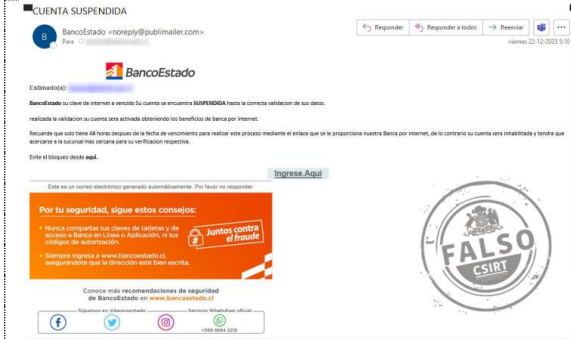 CUENTA SUSPENDIDA
B
BancoEstado <noreply@publimailer.com>
Para
Responder
Responder a todos
Reenviar
viernes 22-12-2023 5:10
BancoEstado
Estimado(a):
BancoEstado su clave de internet a vencido Su cuenta se encuentra SUSPENDIDA hasta la correcta validacion de sus datos.
realizada la validacion su cuenta sera activada obteniendo los beneficios de banca por internet.
Recuerde que solo tiene 48 horas despues de la fecha de vencimiento para realizar este proceso mediante el enlace que se le proporciona nuestra Banca por internet, de lo contrario su cuenta sera inhabilitada y tendra que
acercarse a la sucursal mas cercana para su verificacion respectiva.
Evite el bloqueo desde aquí.
Ingrese.Aqui
Este es un correo electrónico generado automáticamente. Por favor no responder.
Por tu seguridad, sigue estos consejos:
• Nunca compartas tus claves de tarjetas y de
acceso a Banca en Línea o Aplicación, ni tus
códigos de autorización.
• Siempre ingresa a www.bancoestado.cl,
asegurándote que la dirección esté bien escrita.
# Juntos contra
el fraude
Conoce más recomendaciones de seguridad
de BancoEstado en www.bancoestado.cl
Síguenos en @bancoestado
Servicio WhatsApp oficial
FALSO
CSIRT